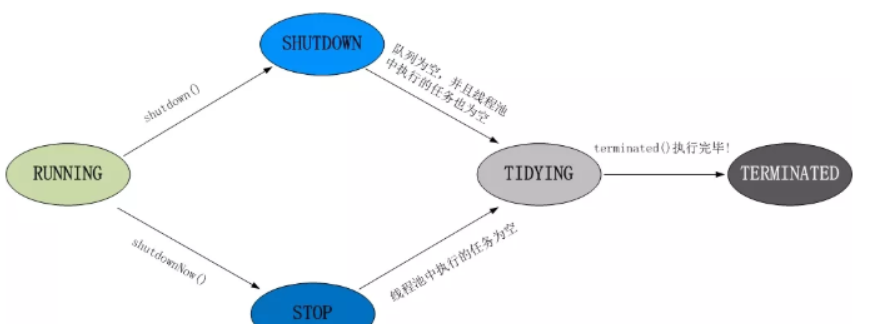 SHUTDOWN
队列为空，并且线程池
中执行的任务也为空
shutdown()
terminated()执行完毕!
RUNNING
TIDYING
TERMINATED
shutdownNow()
线程池中执行的任务为空
STOP